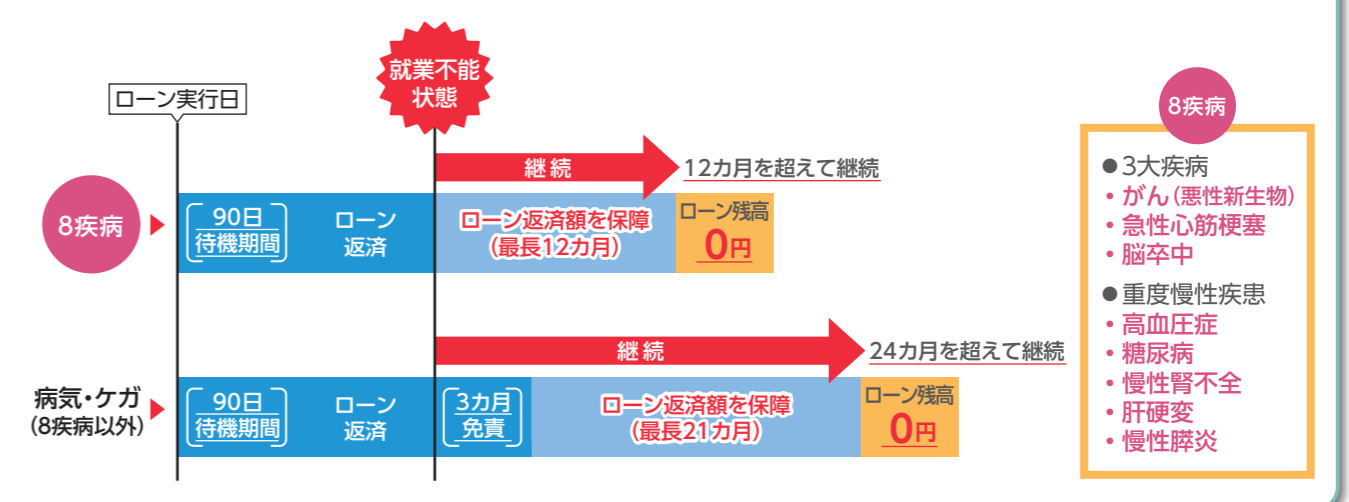 就業不能
状態
ローン実行日
継続
12カ月を超えて継続
8疾病
90日
待機期間
ローン
返済
ローン返済額を保障
(最長12カ月)
ローン残高
0円
継続
24カ月を超えて継続
病気・ケガ
(8疾病以外)
90日
待機期間
ローン
返済
3カ月
免責
ローン返済額を保障
(最長21カ月)
ローン残高
0円
8疾病
●3大疾病
・がん(悪性新生物)
・急性心筋梗塞
・脳卒中
●重度慢性疾患
・高血圧症
・糖尿病
・慢性腎不全
・肝硬変
・慢性膵炎